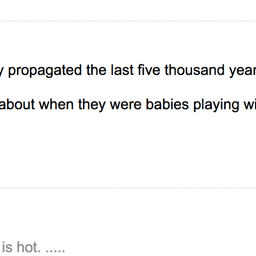 propagated the last five thousand year
about when they were babies playing wi
is hot. .....